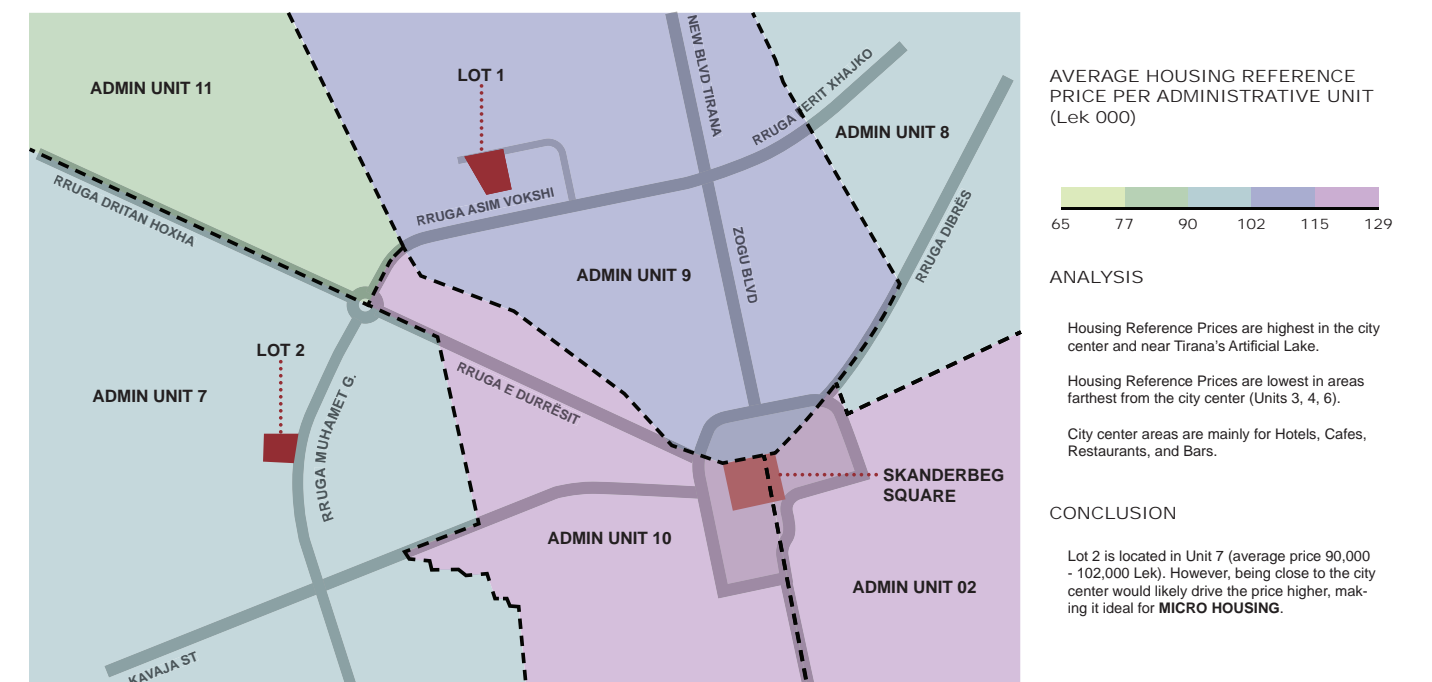 ADMIN UNIT 11
LOT 1
NEW BLVD TIRANA
RRUGA FERIT XHAJKO
ADMIN UNIT 8
RRUGA DRITAN HOXHA
RRUGA ASIM VOKSHI
ZOGU BLVD
RRUGA DIBRËS
ADMIN UNIT 9
LOT 2
ADMIN UNIT 7
RRUGA MUHAMET G.
RRUGA E DURRËSIT
SKANDERBEG
SQUARE
ADMIN UNIT 10
ADMIN UNIT 02
KAVAJA ST
AVERAGE HOUSING REFERENCE
PRICE PER ADMINISTRATIVE UNIT
(Lek 000)
65 77 90 102 115 129
ANALYSIS
Housing Reference Prices are highest in the city
center and near Tirana's Artificial Lake.
Housing Reference Prices are lowest in areas
farthest from the city center (Units 3, 4, 6).
City center areas are mainly for Hotels, Cafes,
Restaurants, and Bars.
CONCLUSION
Lot 2 is located in Unit 7 (average price 90,000
- 102,000 Lek). However, being close to the city
center would likely drive the price higher, mak-
ing it ideal for MICRO HOUSING.